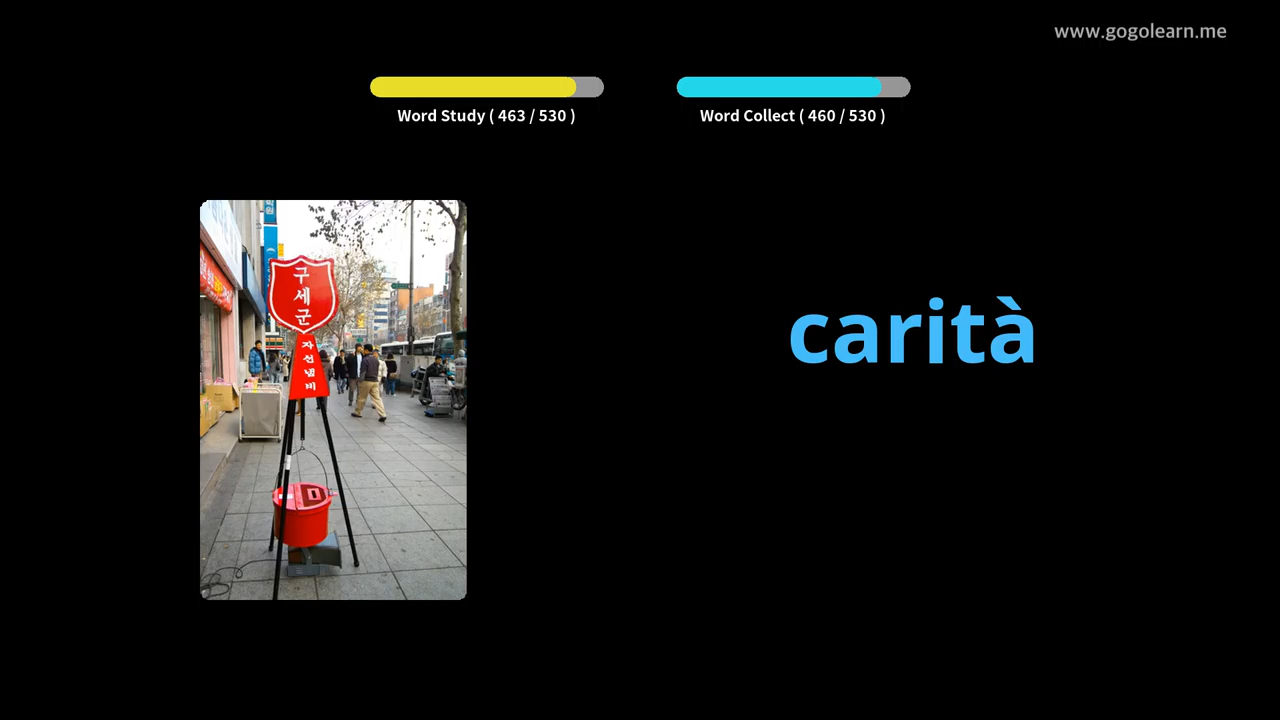 www.gogolearn.me
Word Study ( 463 / 530 )
Word Collect ( 460 / 530 )
구
세
군
자
선
냄
비
carità